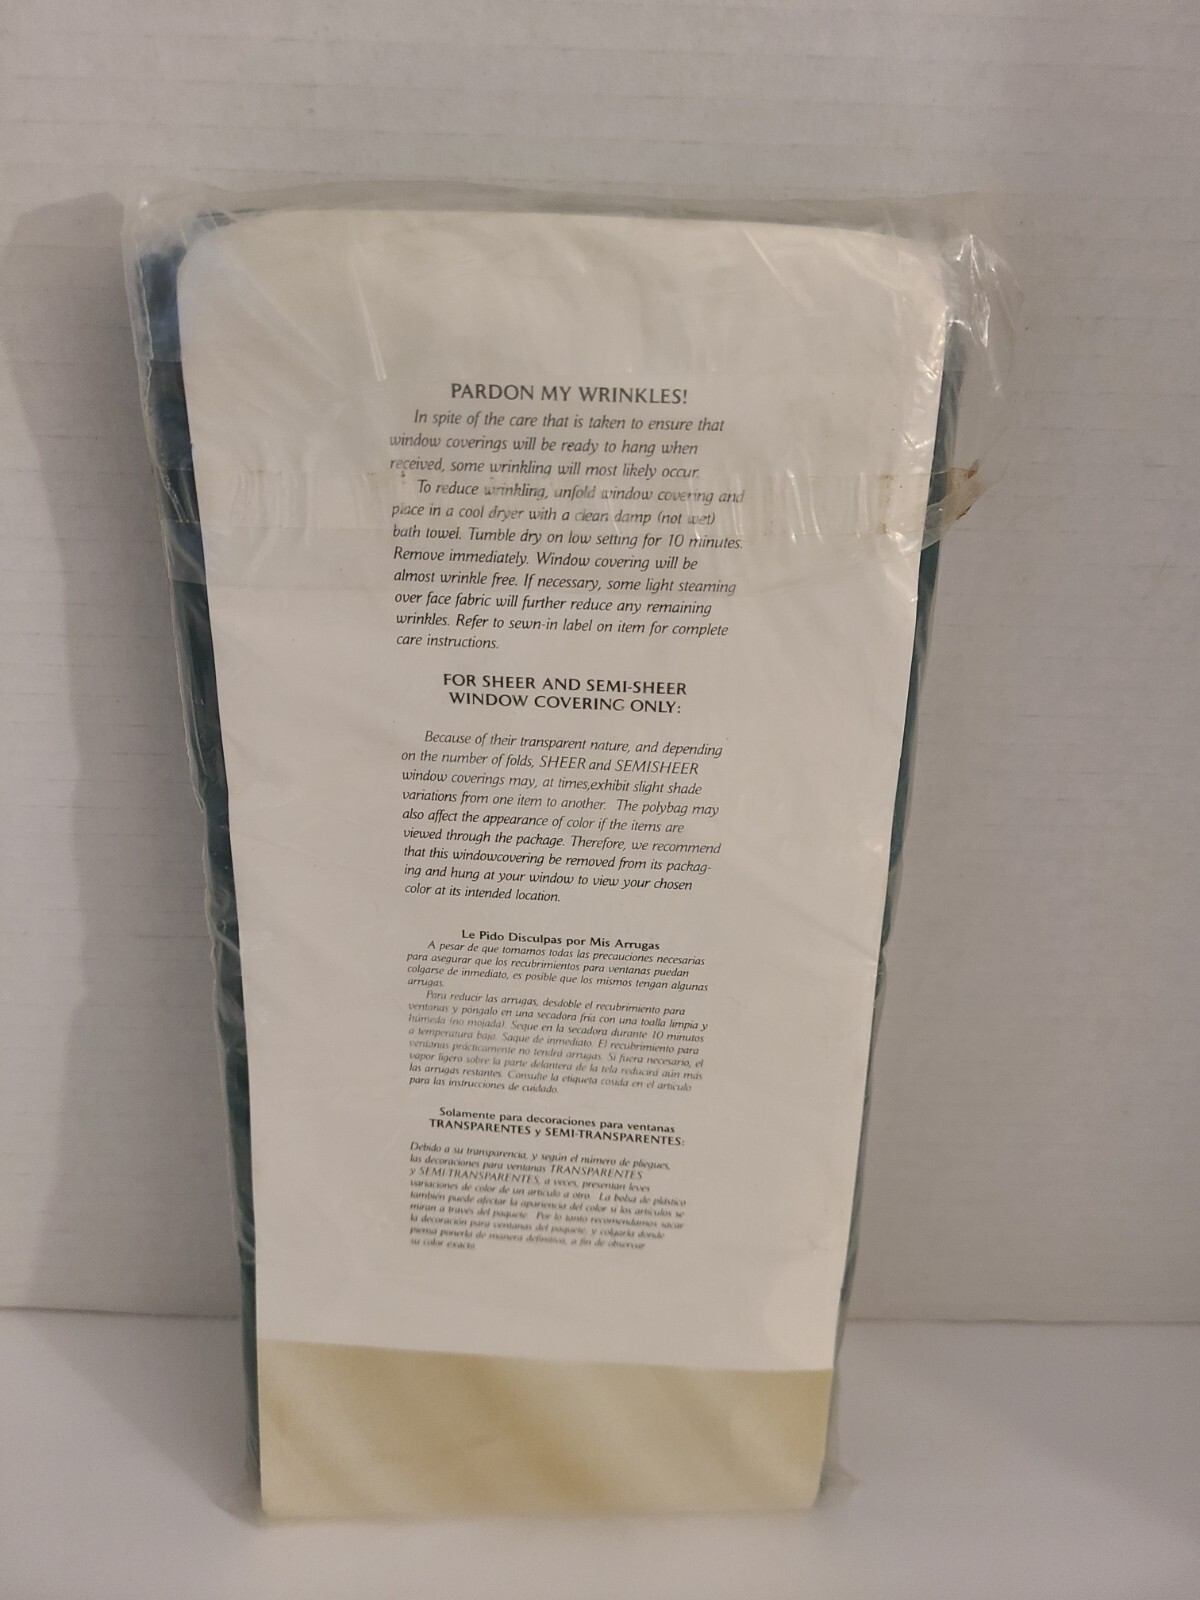 PARDON MY WRINKLES!
In spite of the care that is taken to ensure that
window coverings will be ready to hang when
received, some wrinkling will most likely occur.
To reduce wrinkling, unfold window covering and
place in a cool dryer with a clean damp (not wet)
bath towel. Tumble dry on low setting for 10 minutes.
Remove immediately. Window covering will be
almost wrinkle free. If necessary, some light steaming
over face fabric will further reduce any remaining
wrinkles. Refer to sewn-in label on item for complete
care instructions.
FOR SHEER AND SEMI-SHEER
WINDOW COVERING ONLY:
Because of their transparent nature, and depending
on the number of folds, SHEER and SEMISHEER
window coverings may, at times,exhibit slight shade
variations from one item to another. The polybag may
also affect the appearance of color if the items are
viewed through the package. Therefore, we recommend
that this windowcovering be removed from its packag-
ing and hung at your window to view your chosen
color at its intended location.
Le Pido Disculpas por Mis Arrugas
A pesar de que tomamos todas las precauciones necesarias
para asegurar que los recubrimientos para ventanas puedan
colgarse de inmediato, es posible que los mismos tengan algunas
arrugas.
Para reducir las arrugas, desdoble el recubrimiento para
ventanas y póngalo en una secadora fría con una toalla limpia y
húmeda (no mojada). Seque en la secadora durante 10 minutos
a temperatura baja. Saque de inmediato. El recubrimiento para
ventanas prácticamente no tendrá arrugas. Si fuera necesario, el
vapor ligero sobre la parte delantera de la tela reducirá aún más
las arrugas restantes. Consulte la etiqueta cosida en el artículo
para las instrucciones de cuidado.
Solamente para decoraciones para ventanas
TRANSPARENTES y SEMI-TRANSPARENTES:
Debido a su transparencia, y según el número de pliegues,
las decoraciones para ventanas TRANSPARENTES
y SEMI-TRANSPARENTES, a veces, presentan leves
variaciones de color de un artículo a otro. La bolsa de plástico
también puede afectar la apariencia del color si los artículos se
miran a través del paquete. Por lo tanto recomendamos sacar
la decoración para ventanas del paquete, y colgarla donde
piensa ponerla de manera definitiva, a fin de observar
su color exacto.